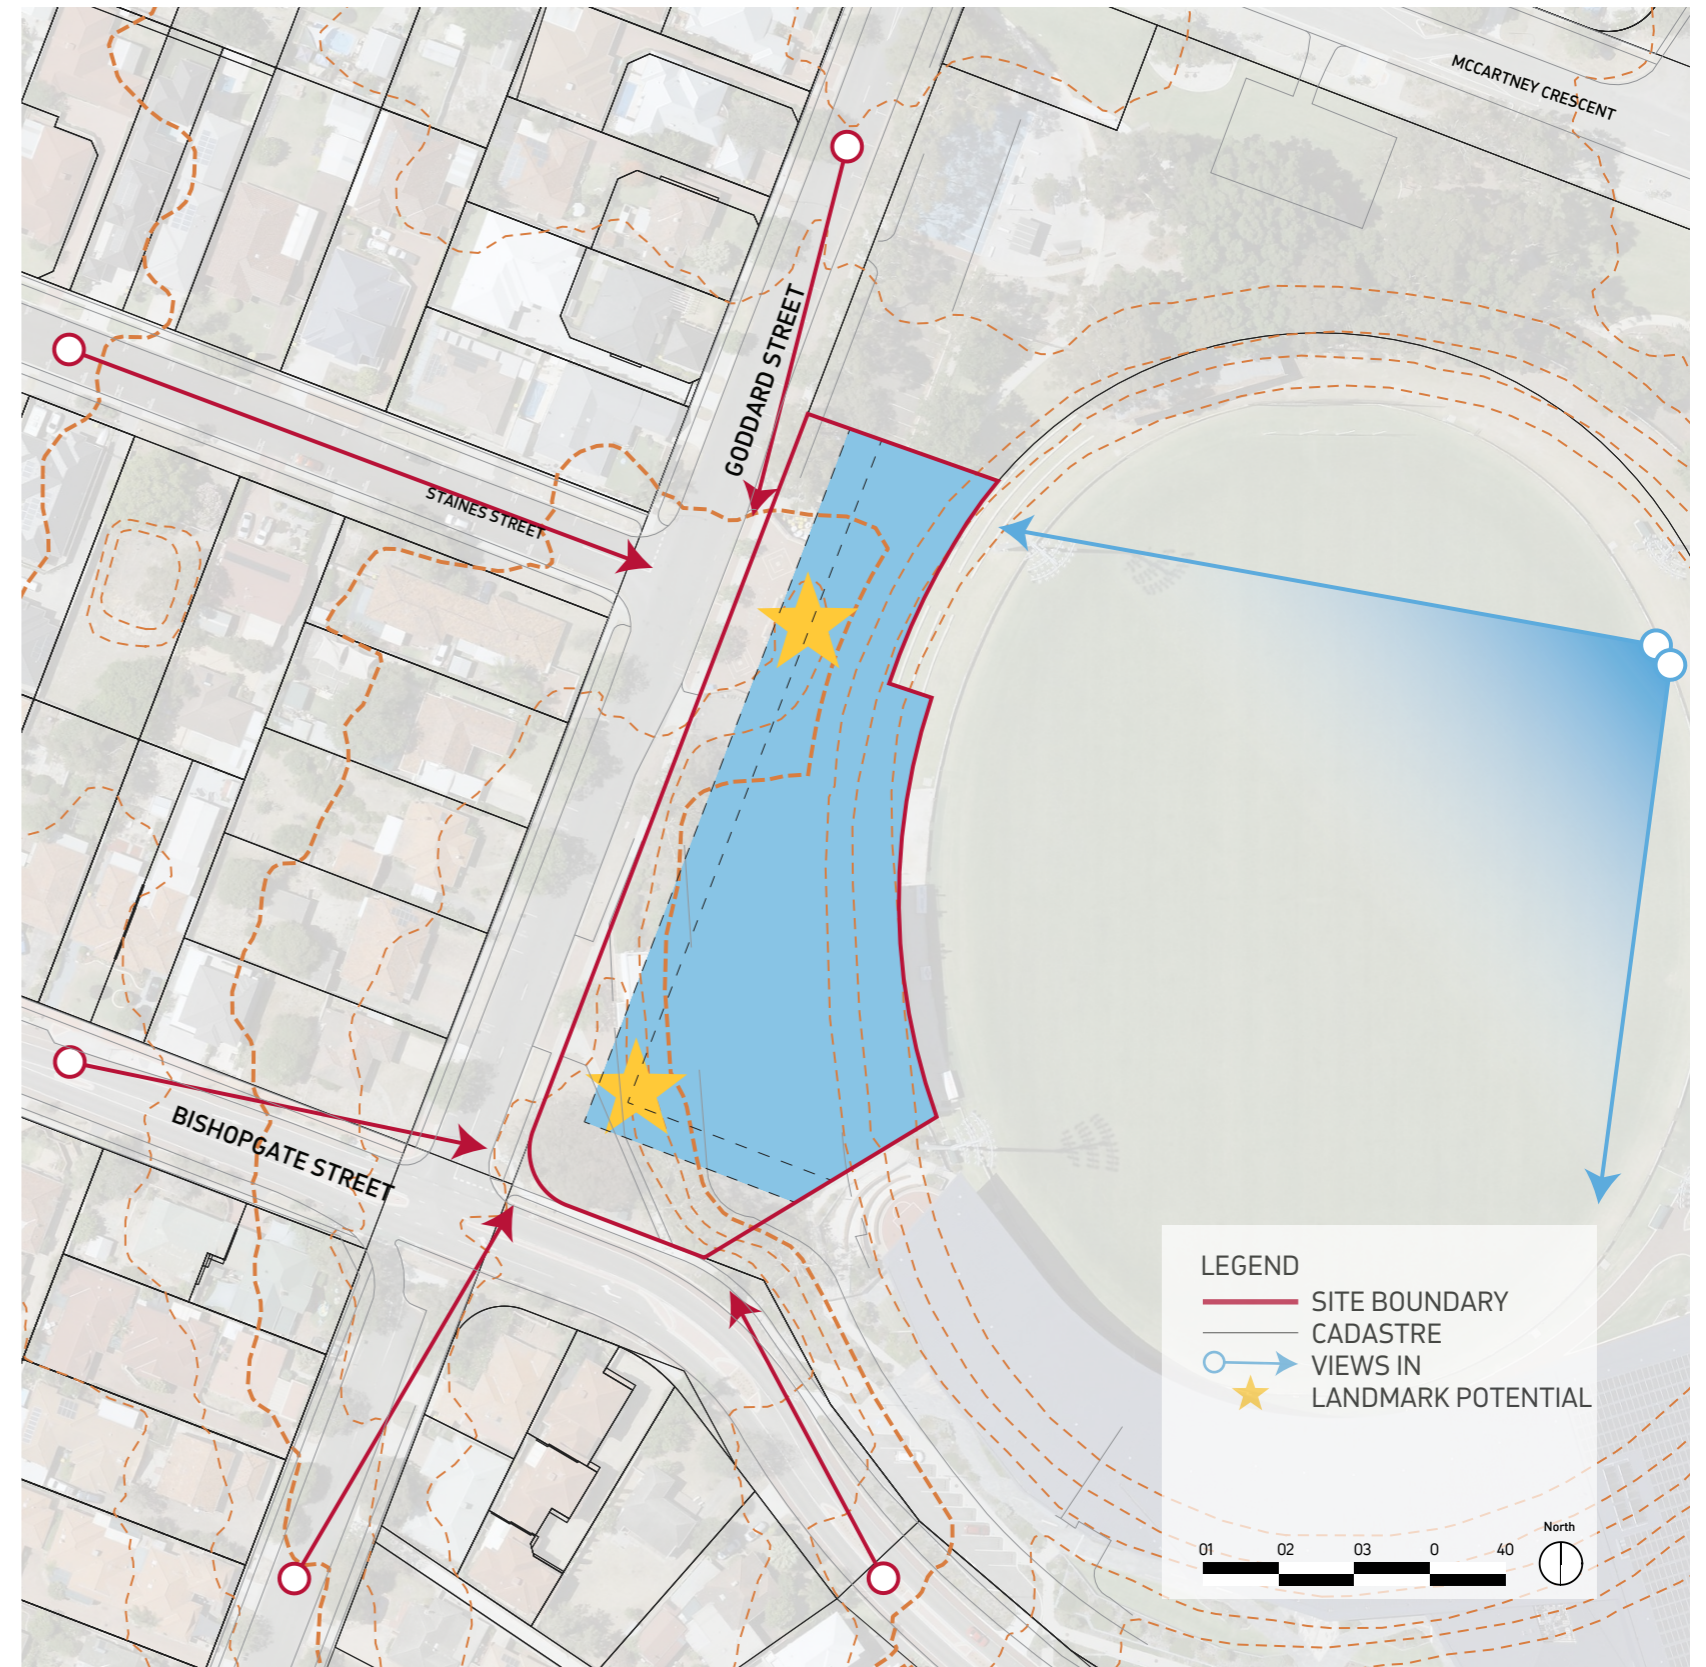 MCCARTNEY CRESCENT
GODDARD STREET
STAINES STREET
BISHOPGATE STREET
LEGEND
SITE BOUNDARY
CADASTRE
VIEWS IN
LANDMARK POTENTIAL
North
01 02 03 0 40